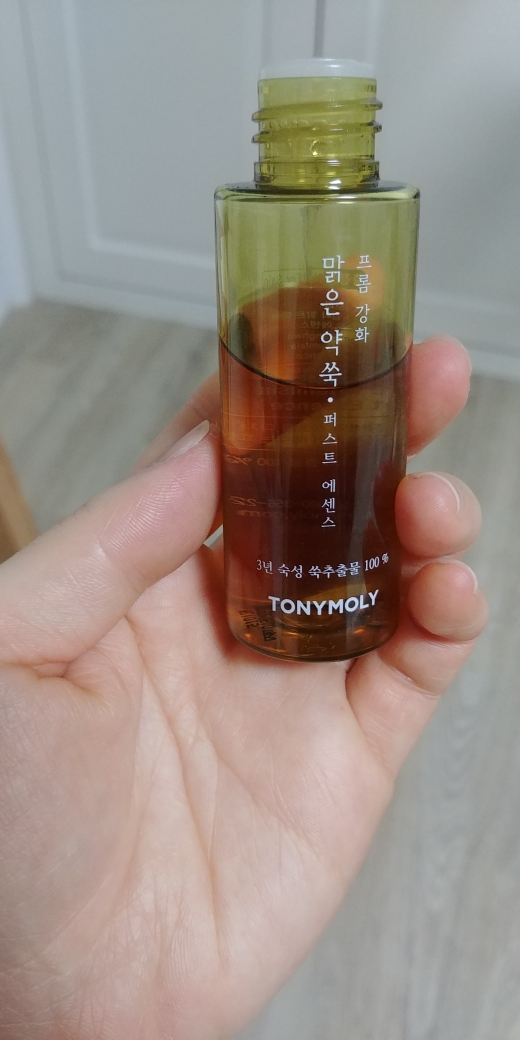 프롬 강화
맑은 약쑥 • 퍼스트 에센스
3년 숙성 쑥추출물 100 %
TONYMOLY